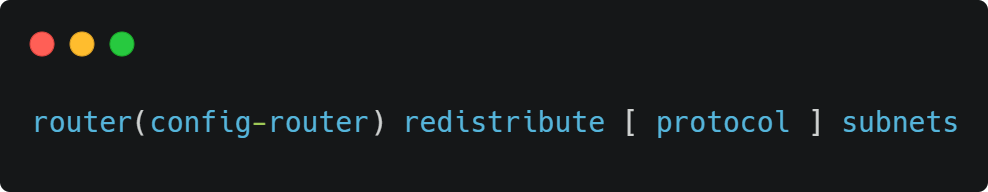 router(config-router) redistribute [ protocol ] subnets